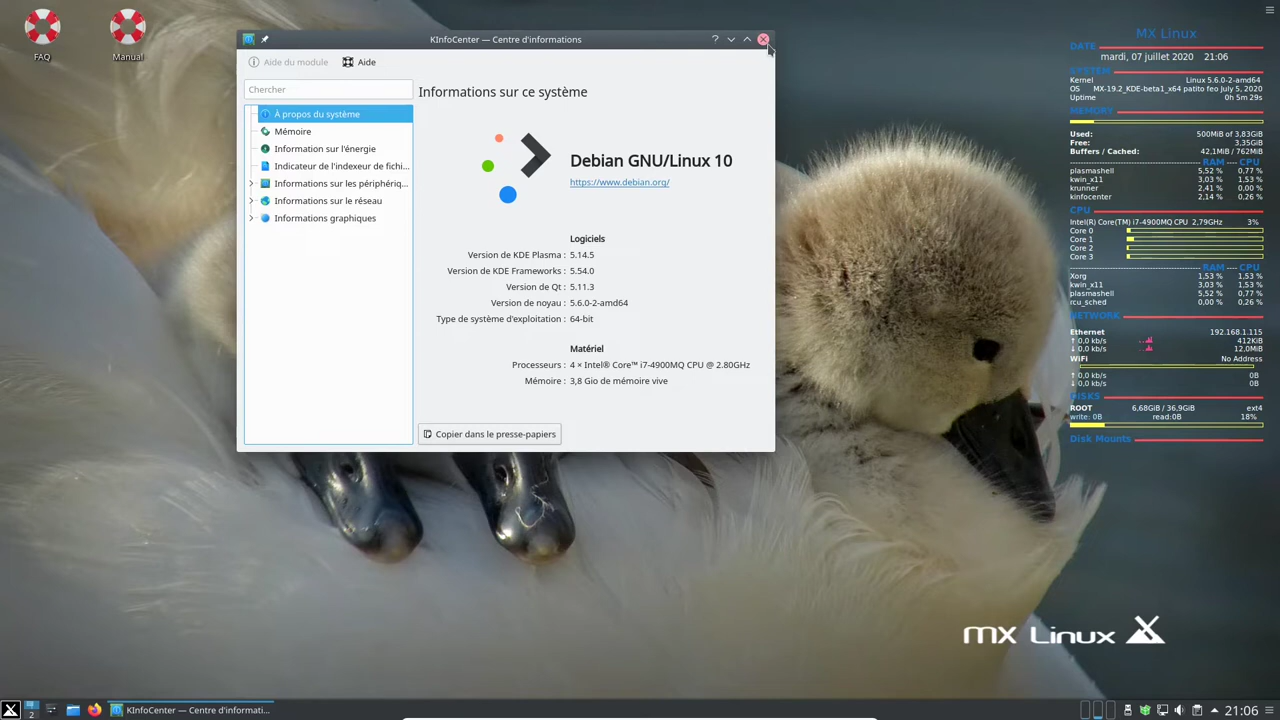 FAQ
Manual
KInfoCenter — Centre d'informations
Aide du module
Aide
Chercher
À propos du système
Mémoire
Information sur l'énergie
Indicateur de l'indexeur de fichi...
Informations sur les périphériq...
Informations sur le réseau
Informations graphiques
Informations sur ce système
Debian GNU/Linux 10
https://www.debian.org/
Logiciels
Version de KDE Plasma : 5.14.5
Version de KDE Frameworks : 5.54.0
Version de Qt : 5.11.3
Version de noyau : 5.6.0-2-amd64
Type de système d'exploitation : 64-bit
Matériel
Processeurs : 4 × Intel® Core™ i7-4900MQ CPU @ 2.80GHz
Mémoire : 3,8 Gio de mémoire vive
Copier dans le presse-papiers
MX Linux
DATE
mardi, 07 juillet 2020 21:06
SYSTEM
Kernel Linux 5.6.0-2-amd64
OS MX-19.2_KDE-beta1_x64 patito feo July 5, 2020
Uptime 0h 5m 29s
MEMORY
Used: 500MiB of 3,83GiB
Free: 3,35GiB
Buffers / Cached: 42,1MiB / 762MiB
RAM CPU
plasmashell 5,52 % 0,77 %
kwin_x11 3,03 % 1,53 %
krunner 2,41 % 0,00 %
kinfocenter 2,14 % 0,26 %
CPU
Intel(R) Core(TM) i7-4900MQ CPU 2,79GHz 3%
Core 0
Core 1
Core 2
Core 3
RAM CPU
Xorg 1,53 % 1,53 %
kwin_x11 3,03 % 1,53 %
plasmashell 5,52 % 0,77 %
rcu_sched 0,00 % 0,26 %
NETWORK
Ethernet 192.168.1.115
↑ 0,0 kb/s 412KiB
↓ 0,0 kb/s 12,0MiB
WiFi No Address
↑ 0,0 kb/s 0B
↓ 0,0 kb/s 0B
DISKS
ROOT 6,68GiB / 36,9GiB ext4
write: 0B read:0B 18%
Disk Mounts
MX Linux
2
KInfoCenter — Centre d'informati...
21:06